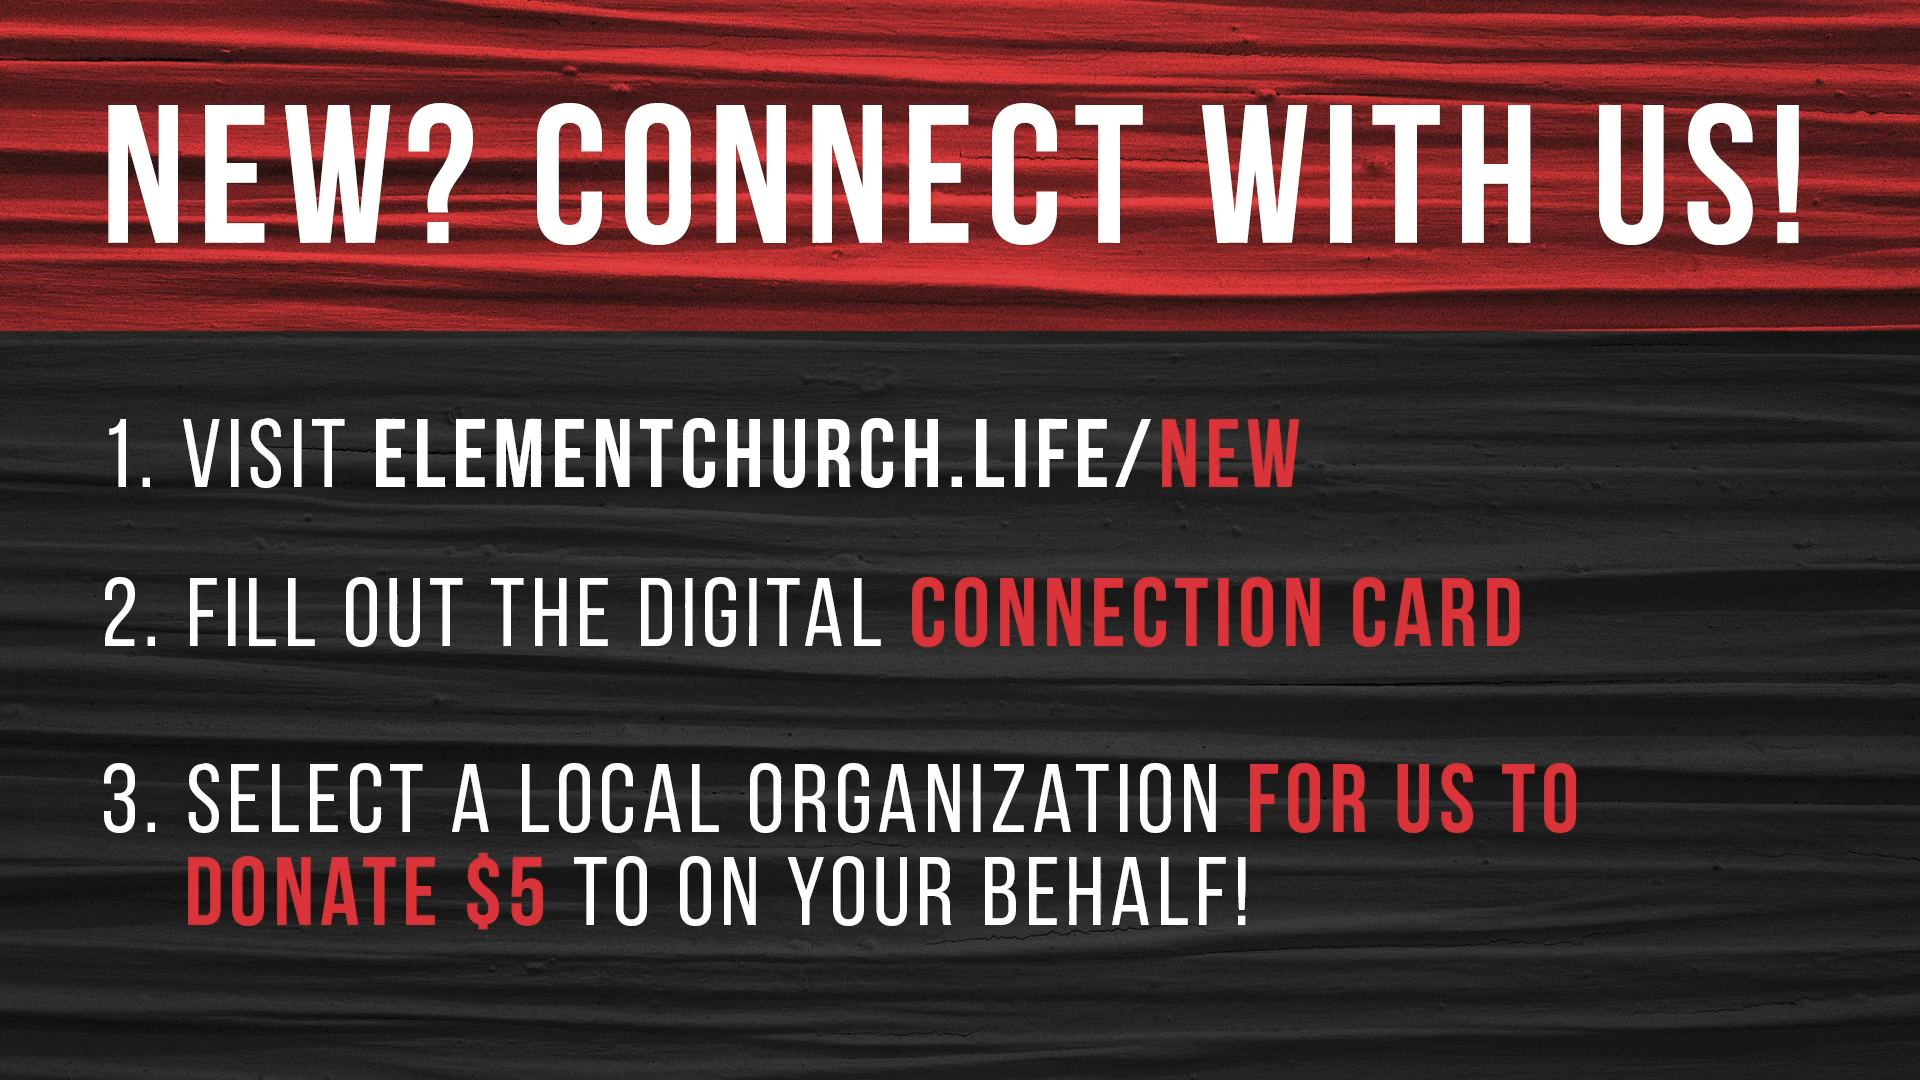 NEW? CONNECT WITH US!
1. VISIT ELEMENTCHURCH.LIFE/NEW
2. FILL OUT THE DIGITAL CONNECTION CARD
3. SELECT A LOCAL ORGANIZATION FOR US TO
DONATE $5 TO ON YOUR BEHALF!